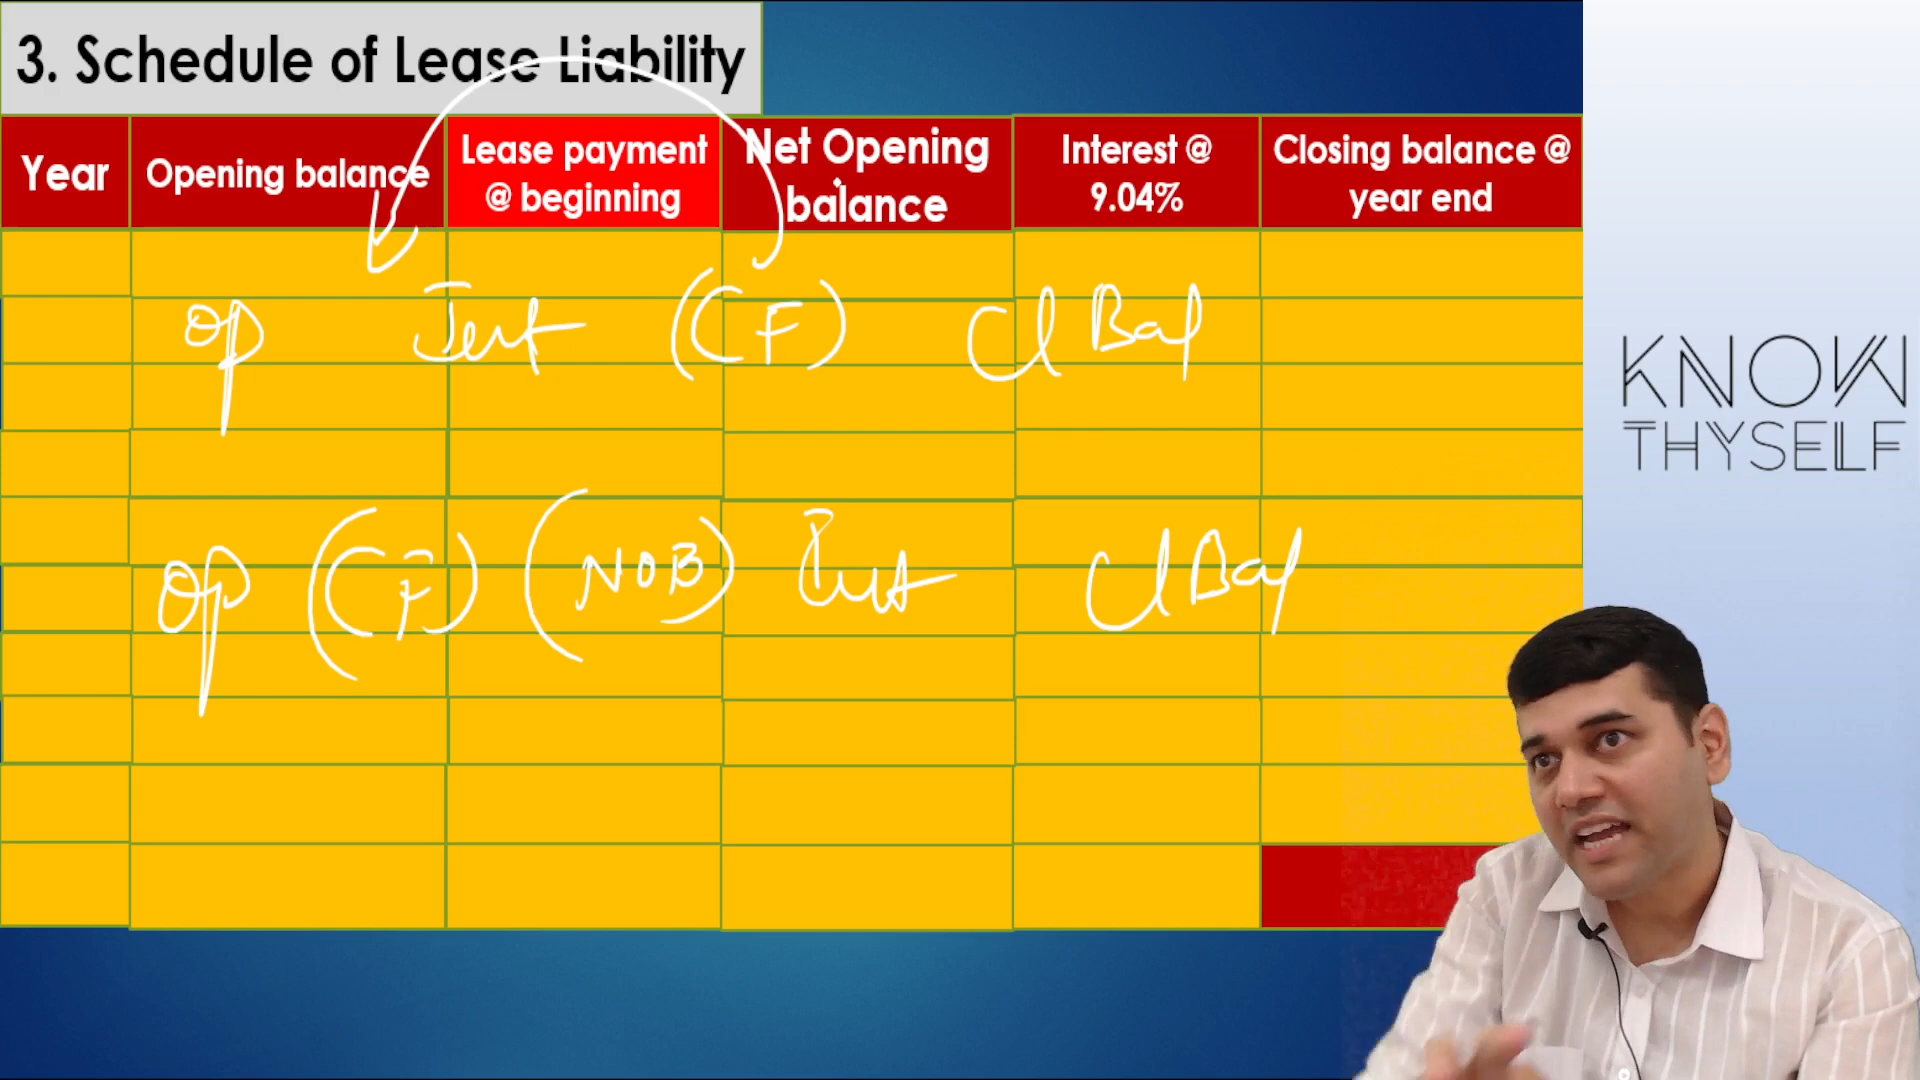 3. Schedule of Lease Liability
Year Opening balance Lease payment @ beginning Net Opening balance Interest @ 9.04% Closing balance @ year end
Op Int (CF) Cl Bal
Op (CF) (NOB) Int Cl Bal
KNOW
THYSELF